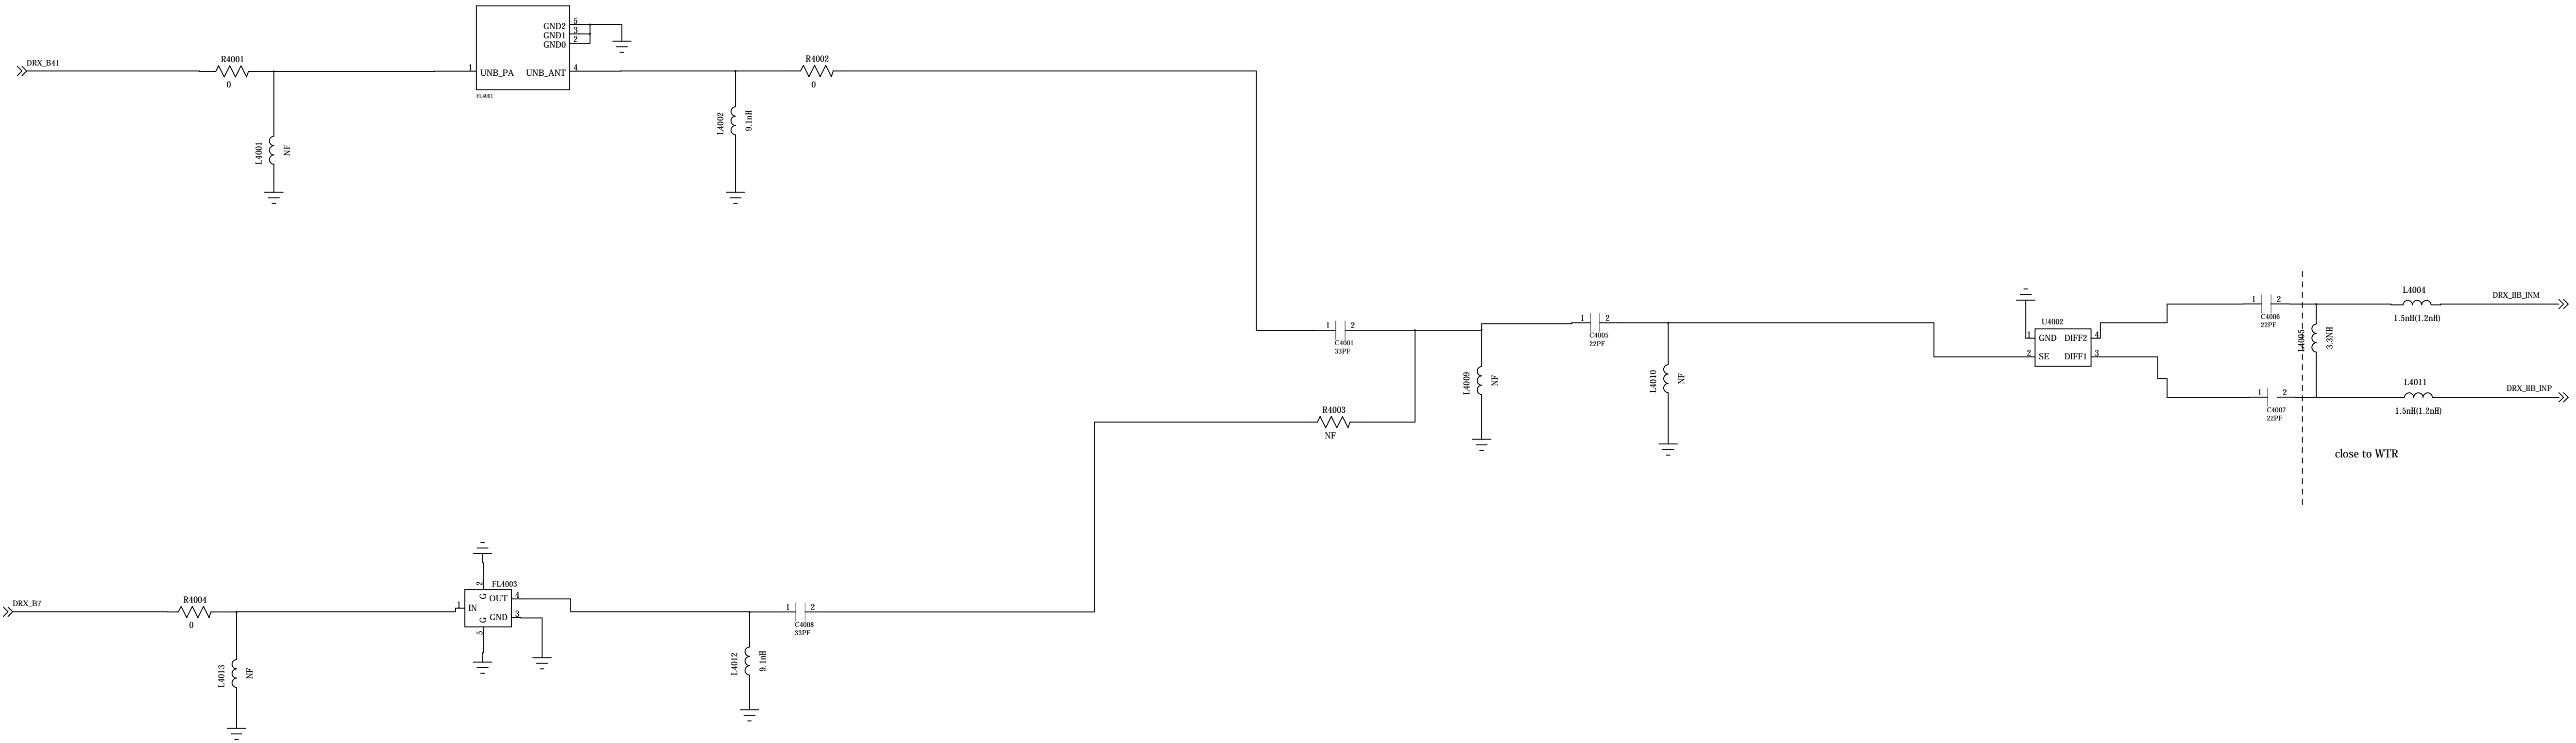 DRX_B41
R4001
0
L4001
NF
GND2
5
GND1
3
GND0
2
1
UNB_PA
UNB_ANT
4
FL4001
L4002
9.1nH
R4002
0
1
2
C4001
33PF
R4003
NF
L4009
NF
1
2
C4005
22PF
L4010
NF
U4002
1
GND
DIFF2
4
2
SE
DIFF1
3
1
2
C4006
22PF
1
2
C4007
22PF
L4005
3.3NH
L4004
1.5nH(1.2nH)
DRX_HB_INM
L4011
1.5nH(1.2nH)
DRX_HB_INP
close to WTR
DRX_B7
R4004
0
L4013
NF
FL4003
2
G
OUT
4
1
IN
G
GND
3
5
L4012
9.1nH
1
2
C4008
33PF